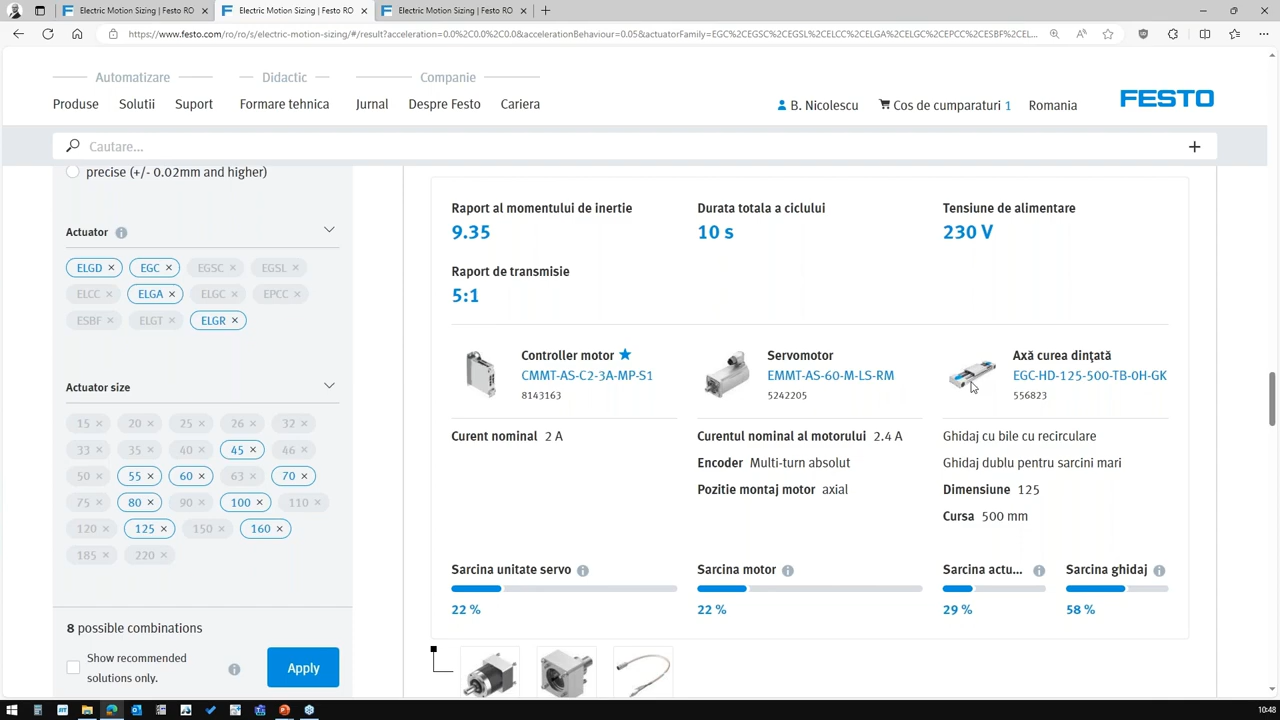 Electric Motion Sizing | Festo RO
Electric Motion Sizing | Festo RO
Electric Motion Sizing | Festo RO
https://www.festo.com/ro/ro/s/electric-motion-sizing/#/result?acceleration=0.0%2C0.0%2C0.0&accelerationBehaviour=0.05&actuatorFamily=EGC%2CEGSC%2CEGSL%2CELCC%2CELGA%2CELGC%2CEPCC%2CESBF%2CEL...
Automatizare
Didactic
Companie
Produse
Solutii
Suport
Formare tehnica
Jurnal
Despre Festo
Cariera
B. Nicolescu
Cos de cumparaturi 1
Romania
FESTO
Cautare...
precise (+/- 0.02mm and higher)
Actuator
ELGD
EGC
EGSC
EGSL
ELCC
ELGA
ELGC
EPCC
ESBF
ELGT
ELGR
Actuator size
15
20
25
26
32
33
35
40
45
46
50
55
60
63
70
75
80
90
100
110
120
125
150
160
185
220
8 possible combinations
Show recommended
solutions only.
Apply
Raport al momentului de inertie
9.35
Durata totala a ciclului
10 s
Tensiune de alimentare
230 V
Raport de transmisie
5:1
Controller motor
CMMT-AS-C2-3A-MP-S1
8143163
Servomotor
EMMT-AS-60-M-LS-RM
5242205
Axă curea dinţată
EGC-HD-125-500-TB-0H-GK
556823
Curent nominal 2 A
Curentul nominal al motorului 2.4 A
Encoder Multi-turn absolut
Pozitie montaj motor axial
Ghidaj cu bile cu recirculare
Ghidaj dublu pentru sarcini mari
Dimensiune 125
Cursa 500 mm
Sarcina unitate servo
22 %
Sarcina motor
22 %
Sarcina actu...
29 %
Sarcina ghidaj
58 %
10:48